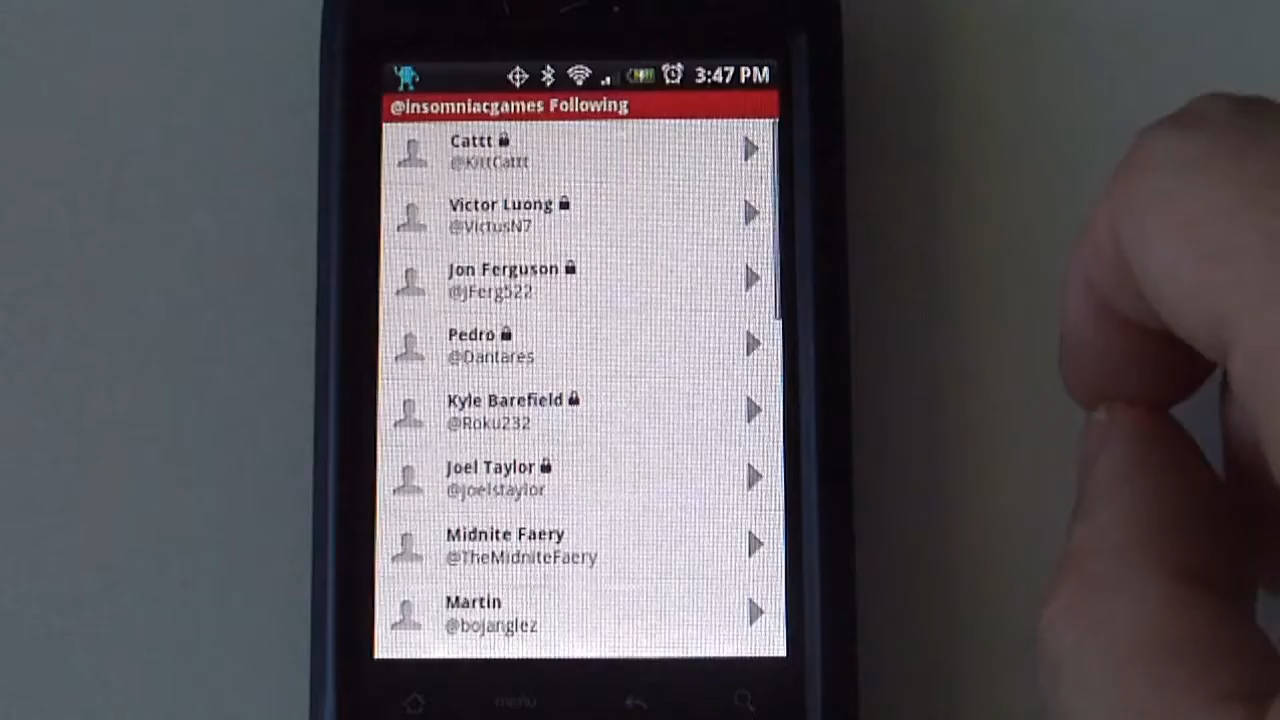 3:47 PM
@insomniacgames Following
Cattt
@KittCattt
Victor Luong
@VictusN7
Jon Ferguson
@JFerg522
Pedro
@Dantares
Kyle Barefield
@Roku232
Joel Taylor
@joelstaylor
Midnite Faery
@TheMidniteFaery
Martin
@bojanglez
menu